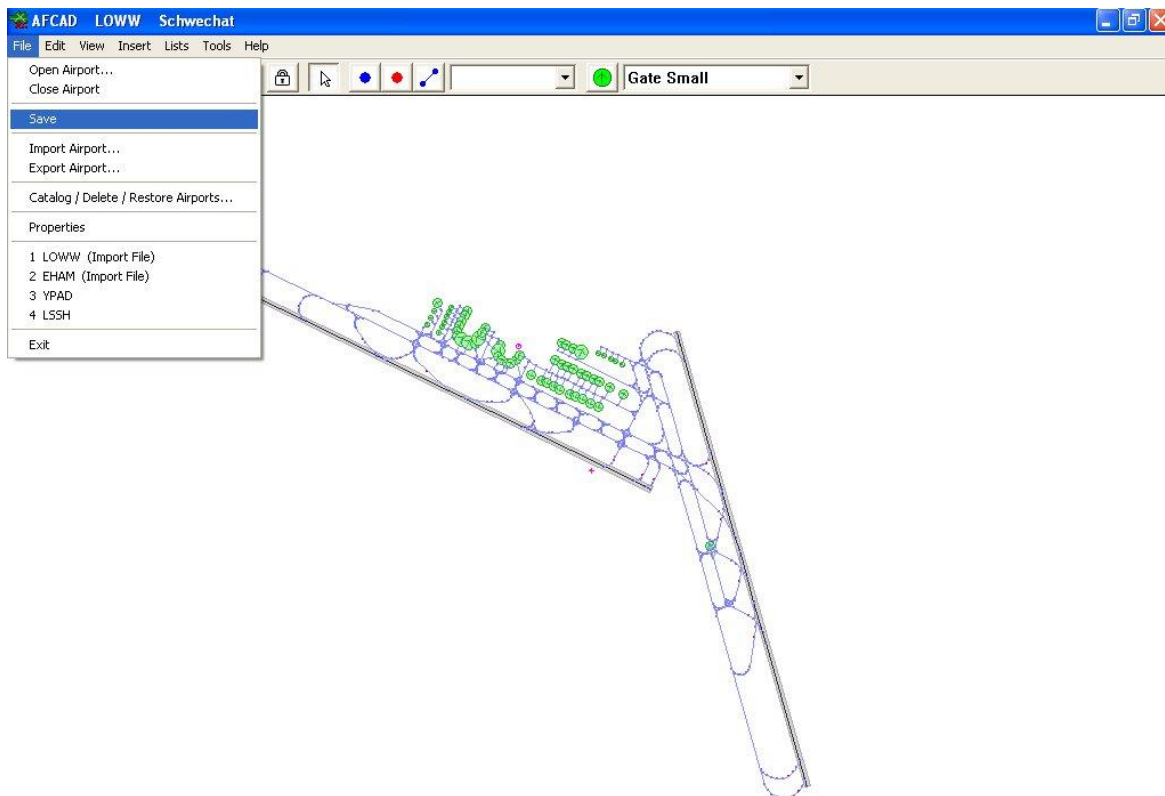 AFCAD LOWW Schwechat
File Edit View Insert Lists Tools Help
Gate Small
Open Airport...
Close Airport
Save
Import Airport...
Export Airport...
Catalog / Delete / Restore Airports...
Properties
1 LOWW (Import File)
2 EHAM (Import File)
3 YPAD
4 LSSH
Exit